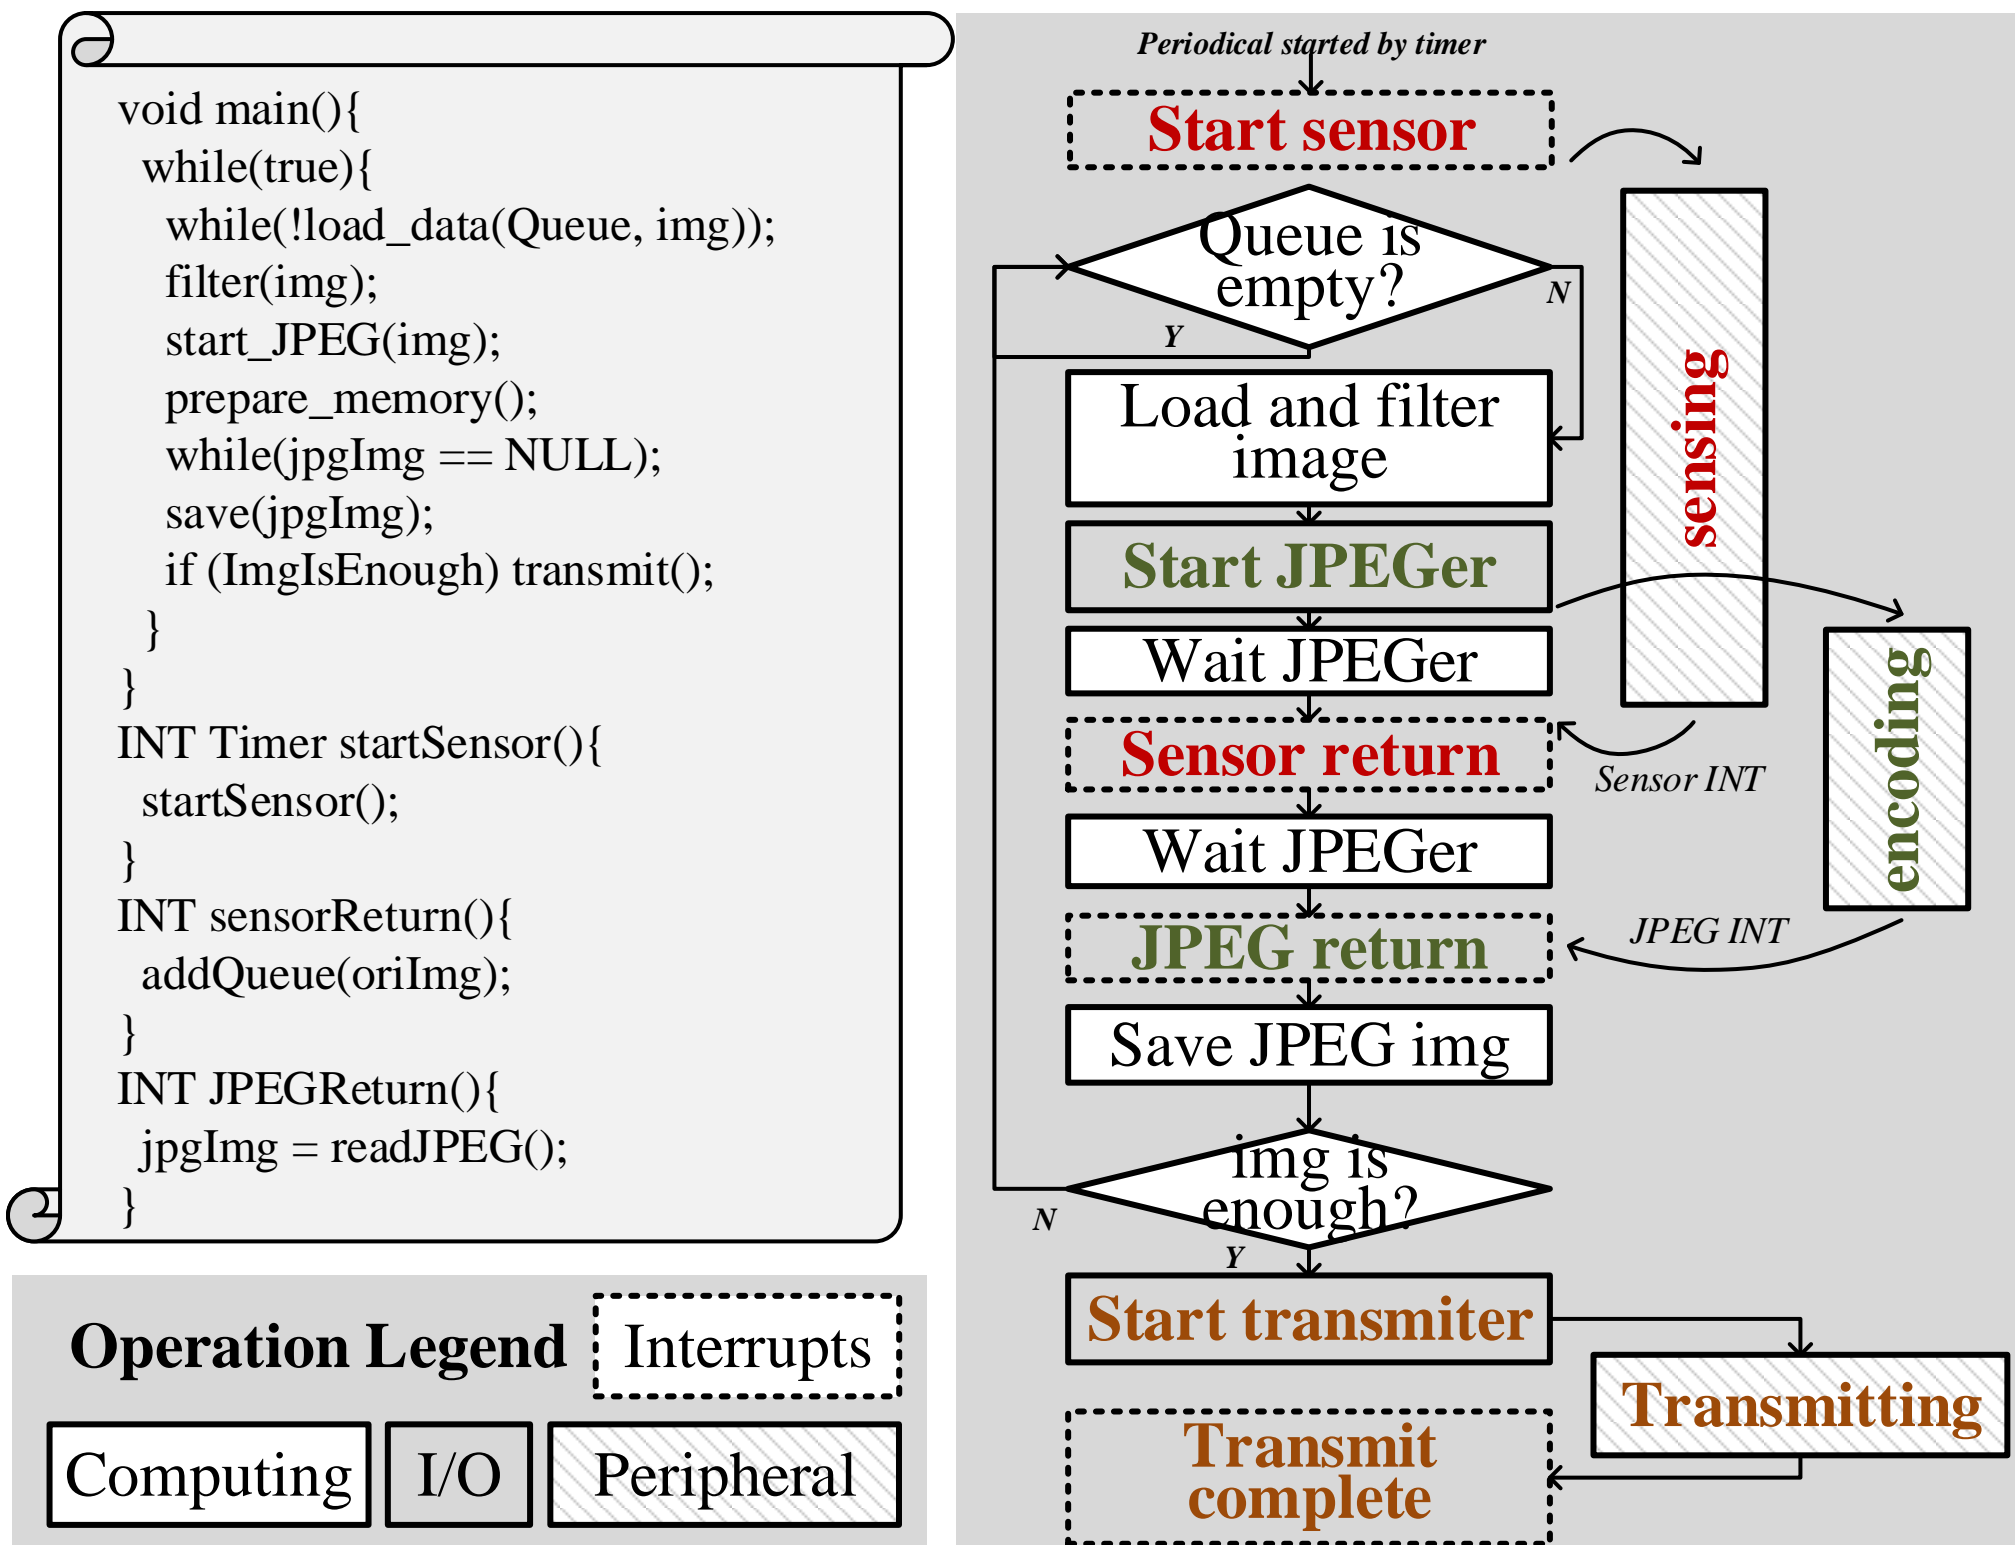 void main(){
while(true){
while(!load_data(Queue, img));
filter(img);
start_JPEG(img);
prepare_memory();
while(jpgImg == NULL);
save(jpgImg);
if (ImgIsEnough) transmit();
}
}
INT Timer startSensor(){
startSensor();
}
INT sensorReturn(){
addQueue(oriImg);
}
INT JPEGReturn(){
jpgImg = readJPEG();
}
Operation Legend
Interrupts
Computing
I/O
Peripheral
Periodical started by timer
Start sensor
Queue is
empty?
N
Y
Load and filter
image
Start JPEGer
Wait JPEGer
Sensor return
Wait JPEGer
JPEG return
Save JPEG img
img is
enough?
N
Y
Start transmiter
Transmit
complete
sensing
Sensor INT
encoding
JPEG INT
Transmitting